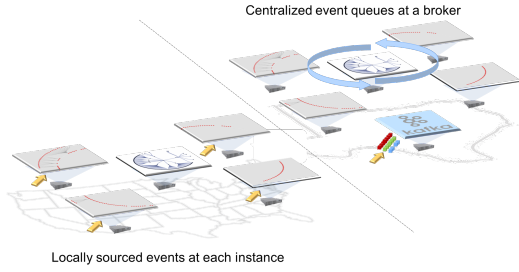 Centralized event queues at a broker
kafka
Locally sourced events at each instance